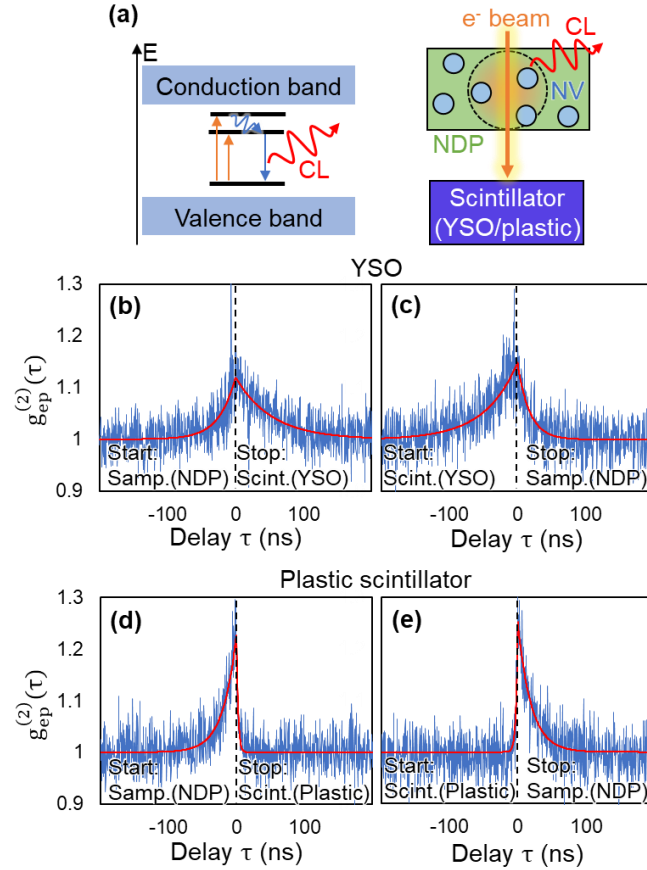 (a)
E
Conduction band
CL
Valence band
e⁻ beam
CL
NV
NDP
Scintillator
(YSO/plastic)
YSO
(b)
(c)
1.3
1.2
1.1
1
0.9
g_ep^(2)(τ)
Start:
Samp.(NDP)
Stop:
Scint.(YSO)
Start:
Scint.(YSO)
Stop:
Samp.(NDP)
-100 0 100
-100 0 100
Delay τ (ns)
Delay τ (ns)
Plastic scintillator
(d)
(e)
1.3
1.2
1.1
1
0.9
g_ep^(2)(τ)
Start:
Samp.(NDP)
Stop:
Scint.(Plastic)
Start:
Scint.(Plastic)
Stop:
Samp.(NDP)
-100 0 100
-100 0 100
Delay τ (ns)
Delay τ (ns)